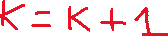 K = K + 1